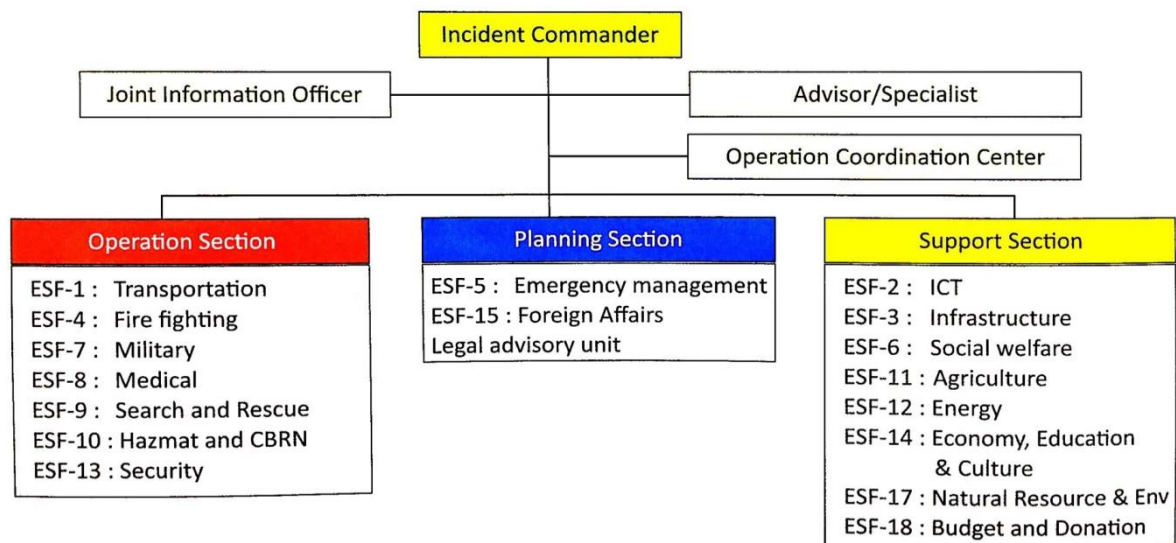 Incident Commander
Joint Information Officer
Advisor/Specialist
Operation Coordination Center
Operation Section
ESF-1 : Transportation
ESF-4 : Fire fighting
ESF-7 : Military
ESF-8 : Medical
ESF-9 : Search and Rescue
ESF-10 : Hazmat and CBRN
ESF-13 : Security
Planning Section
ESF-5 : Emergency management
ESF-15 : Foreign Affairs
Legal advisory unit
Support Section
ESF-2 : ICT
ESF-3 : Infrastructure
ESF-6 : Social welfare
ESF-11 : Agriculture
ESF-12 : Energy
ESF-14 : Economy, Education
& Culture
ESF-17 : Natural Resource & Env
ESF-18 : Budget and Donation